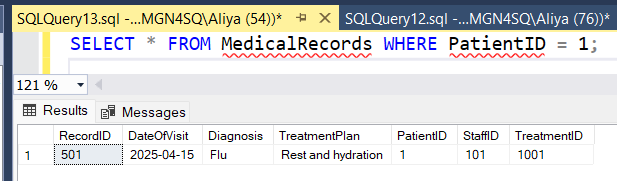 SQLQuery13.sql -...MGN4SQ\Aliya (54))* SQLQuery12.sql -...MGN4SQ\Aliya (76))*
SELECT * FROM MedicalRecords WHERE PatientID = 1;
121 %
Results Messages
RecordID DateOfVisit Diagnosis TreatmentPlan PatientID StaffID TreatmentID
1 501 2025-04-15 Flu Rest and hydration 1 101 1001